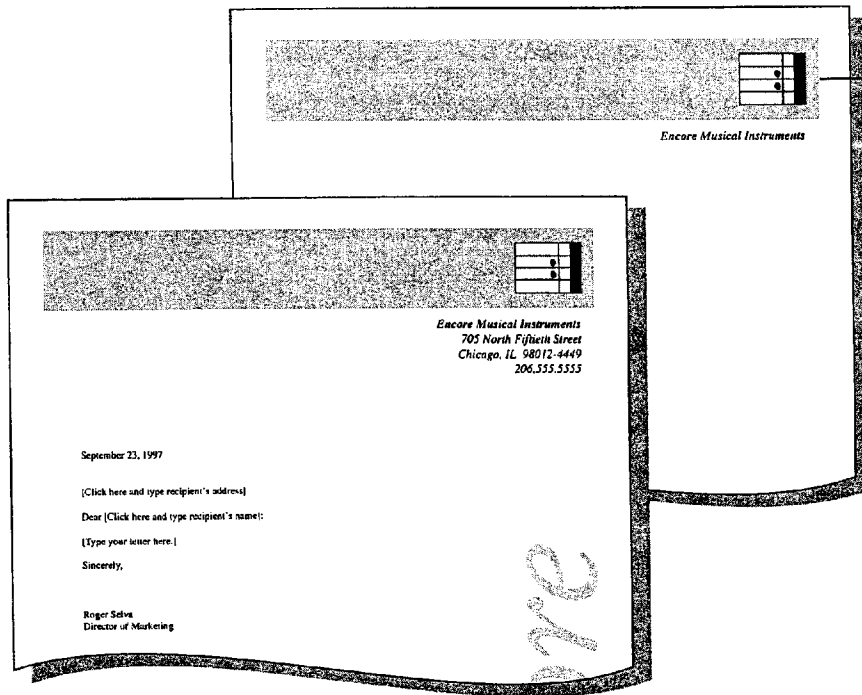 Encore Musical Instruments
Encore Musical Instruments
705 North Fiftieth Street
Chicago, IL 98012-4449
206.555.5555
September 23, 1997
[Click here and type recipient's address]
Dear [Click here and type recipient's name]:
[Type your letter here.]
Sincerely,
Roger Selva
Director of Marketing
ore